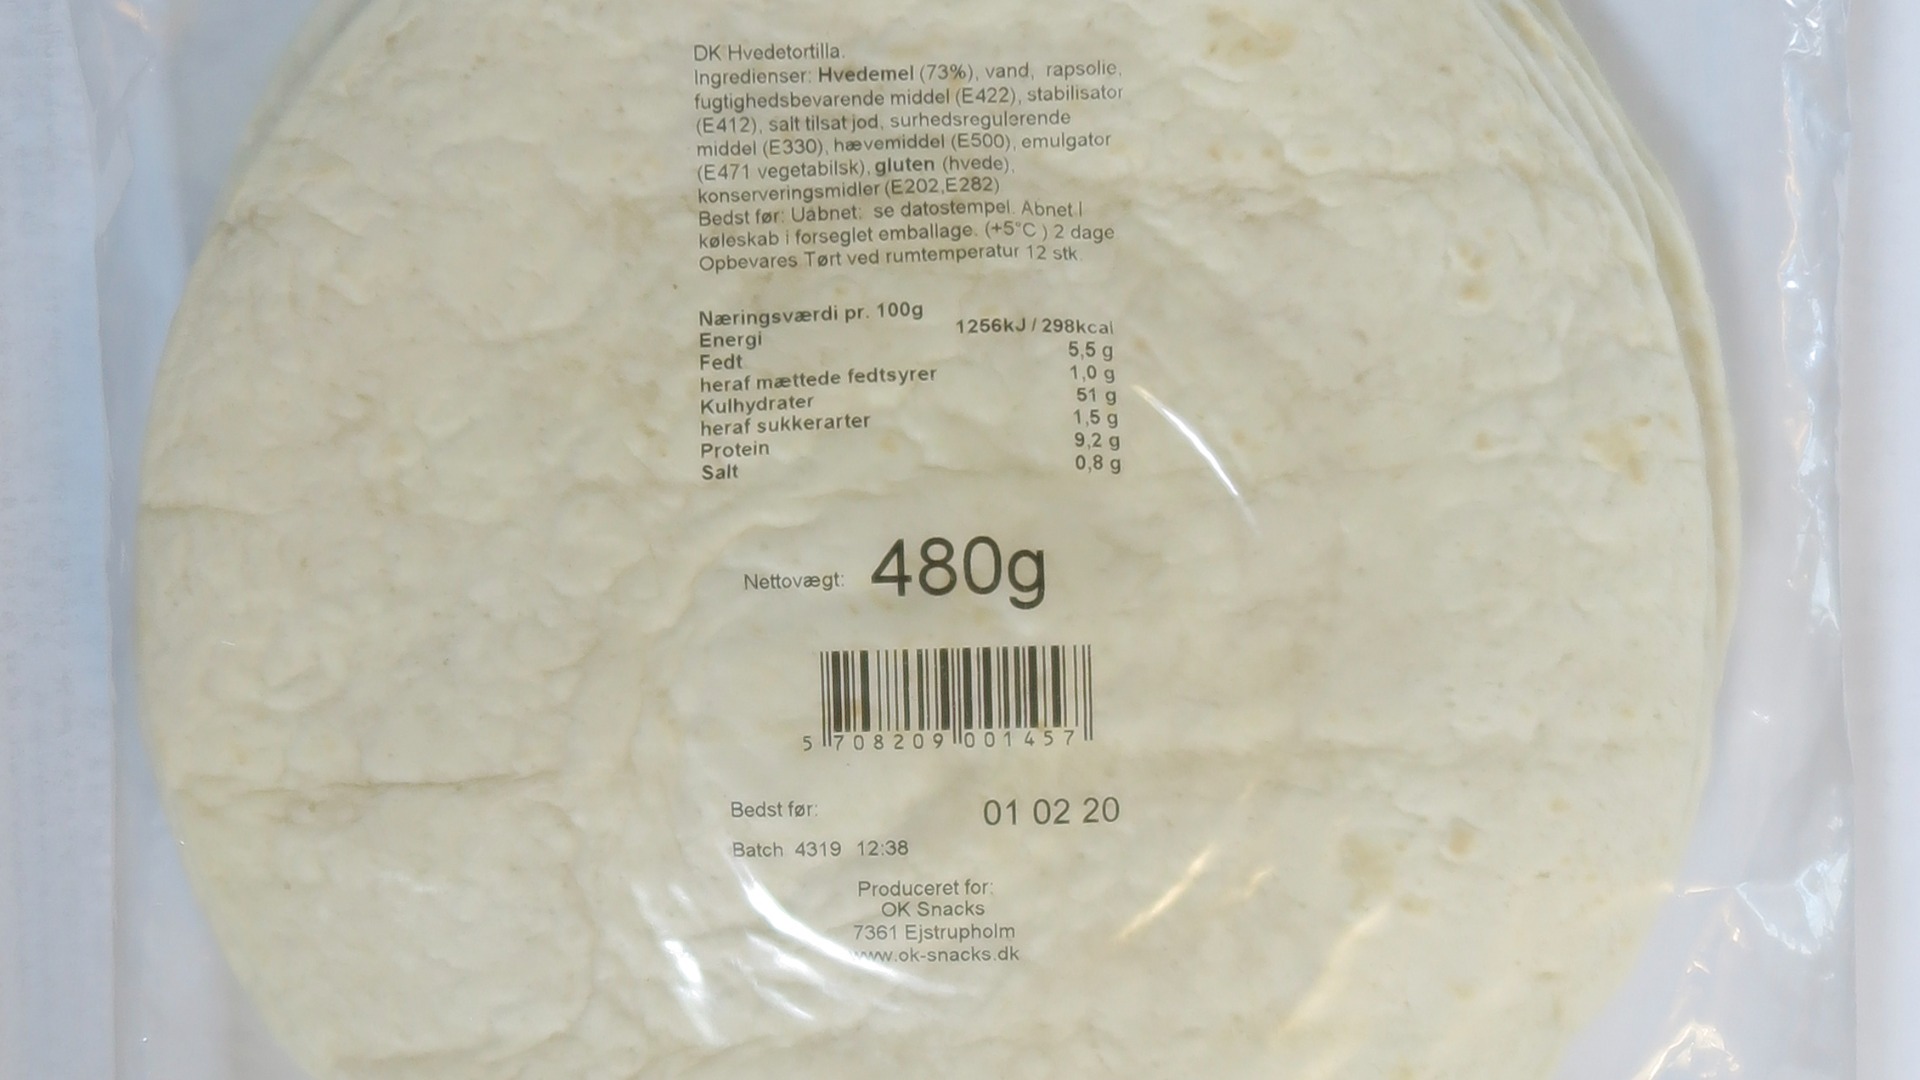 DK Hvedetortilla.
Ingredienser: Hvedemel (73%), vand, rapsolie,
fugtighedsbevarende middel (E422), stabilisator
(E412), salt tilsat jod, surhedsregulerende
middel (E330), hævemiddel (E500), emulgator
(E471 vegetabilsk), gluten (hvede),
konserveringsmidler (E202,E282)
Bedst før: Uåbnet: se datostempel. Åbnet I
køleskab i forseglet emballage. (+5°C ) 2 dage
Opbevares Tørt ved rumtemperatur 12 stk.
Næringsværdi pr. 100g
Energi 1256kJ / 298kcal
Fedt 5,5 g
heraf mættede fedtsyrer 1,0 g
Kulhydrater 51 g
heraf sukkerarter 1,5 g
Protein 9,2 g
Salt 0,8 g
Nettovægt: 480g
5 708209 001457
Bedst før: 01 02 20
Batch 4319 12:38
Produceret for:
OK Snacks
7361 Ejstrupholm
www.ok-snacks.dk